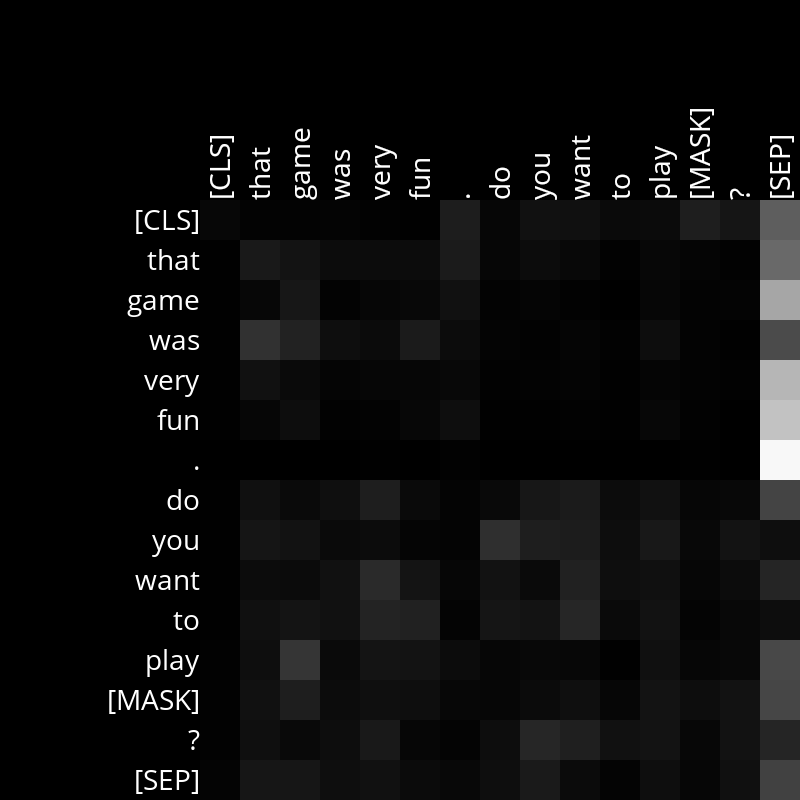 [CLS] that game was very fun . do you want to play [MASK] ? [SEP]
[CLS]
that
game
was
very
fun
.
do
you
want
to
play
[MASK]
?
[SEP]